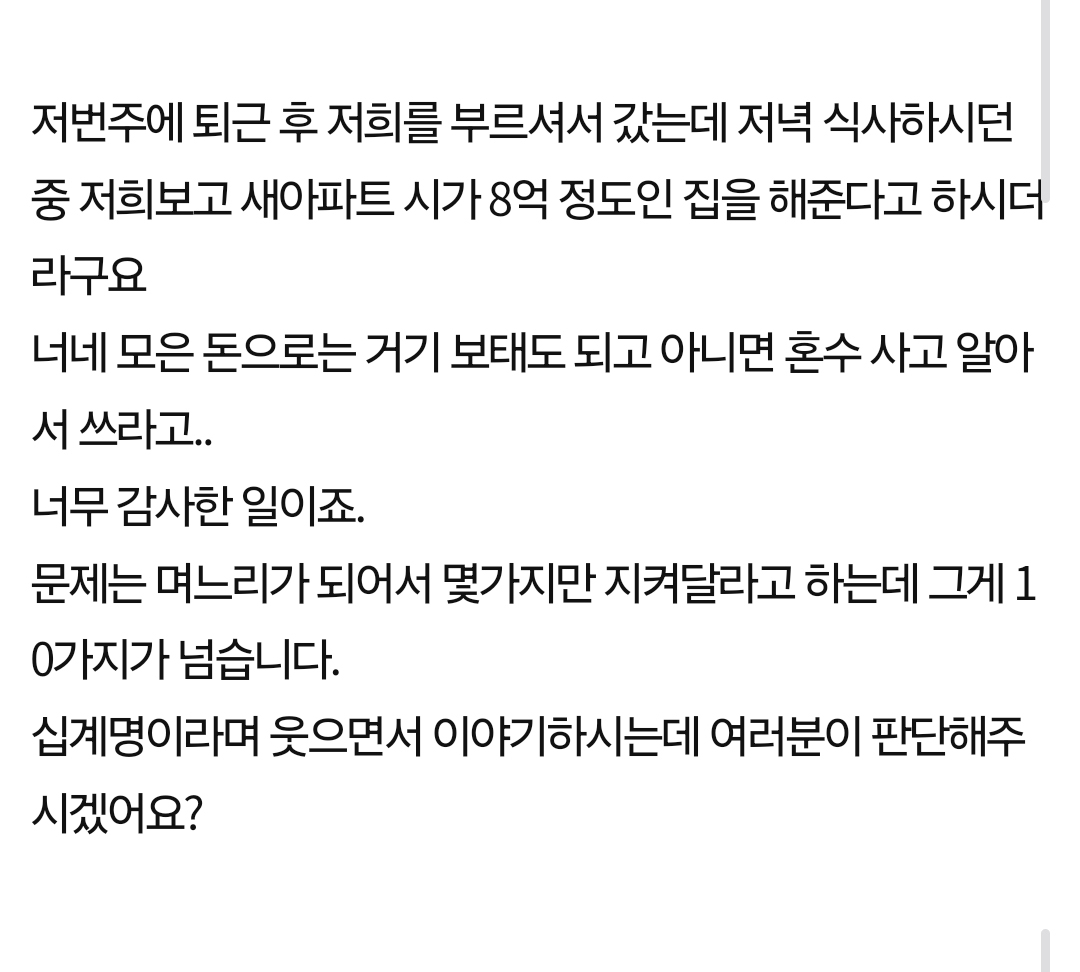 저번주에 퇴근 후 저희를 부르셔서 갔는데 저녁 식사하시던
중 저희보고 새아파트 시가 8억 정도인 집을 해준다고 하시더
라구요
너네 모은 돈으로는 거기 보태도 되고 아니면 혼수 사고 알아
서 쓰라고..
너무 감사한 일이죠.
문제는 며느리가 되어서 몇가지만 지켜달라고 하는데 그게 1
0가지가 넘습니다.
십계명이라며 웃으면서 이야기하시는데 여러분이 판단해주
시겠어요?